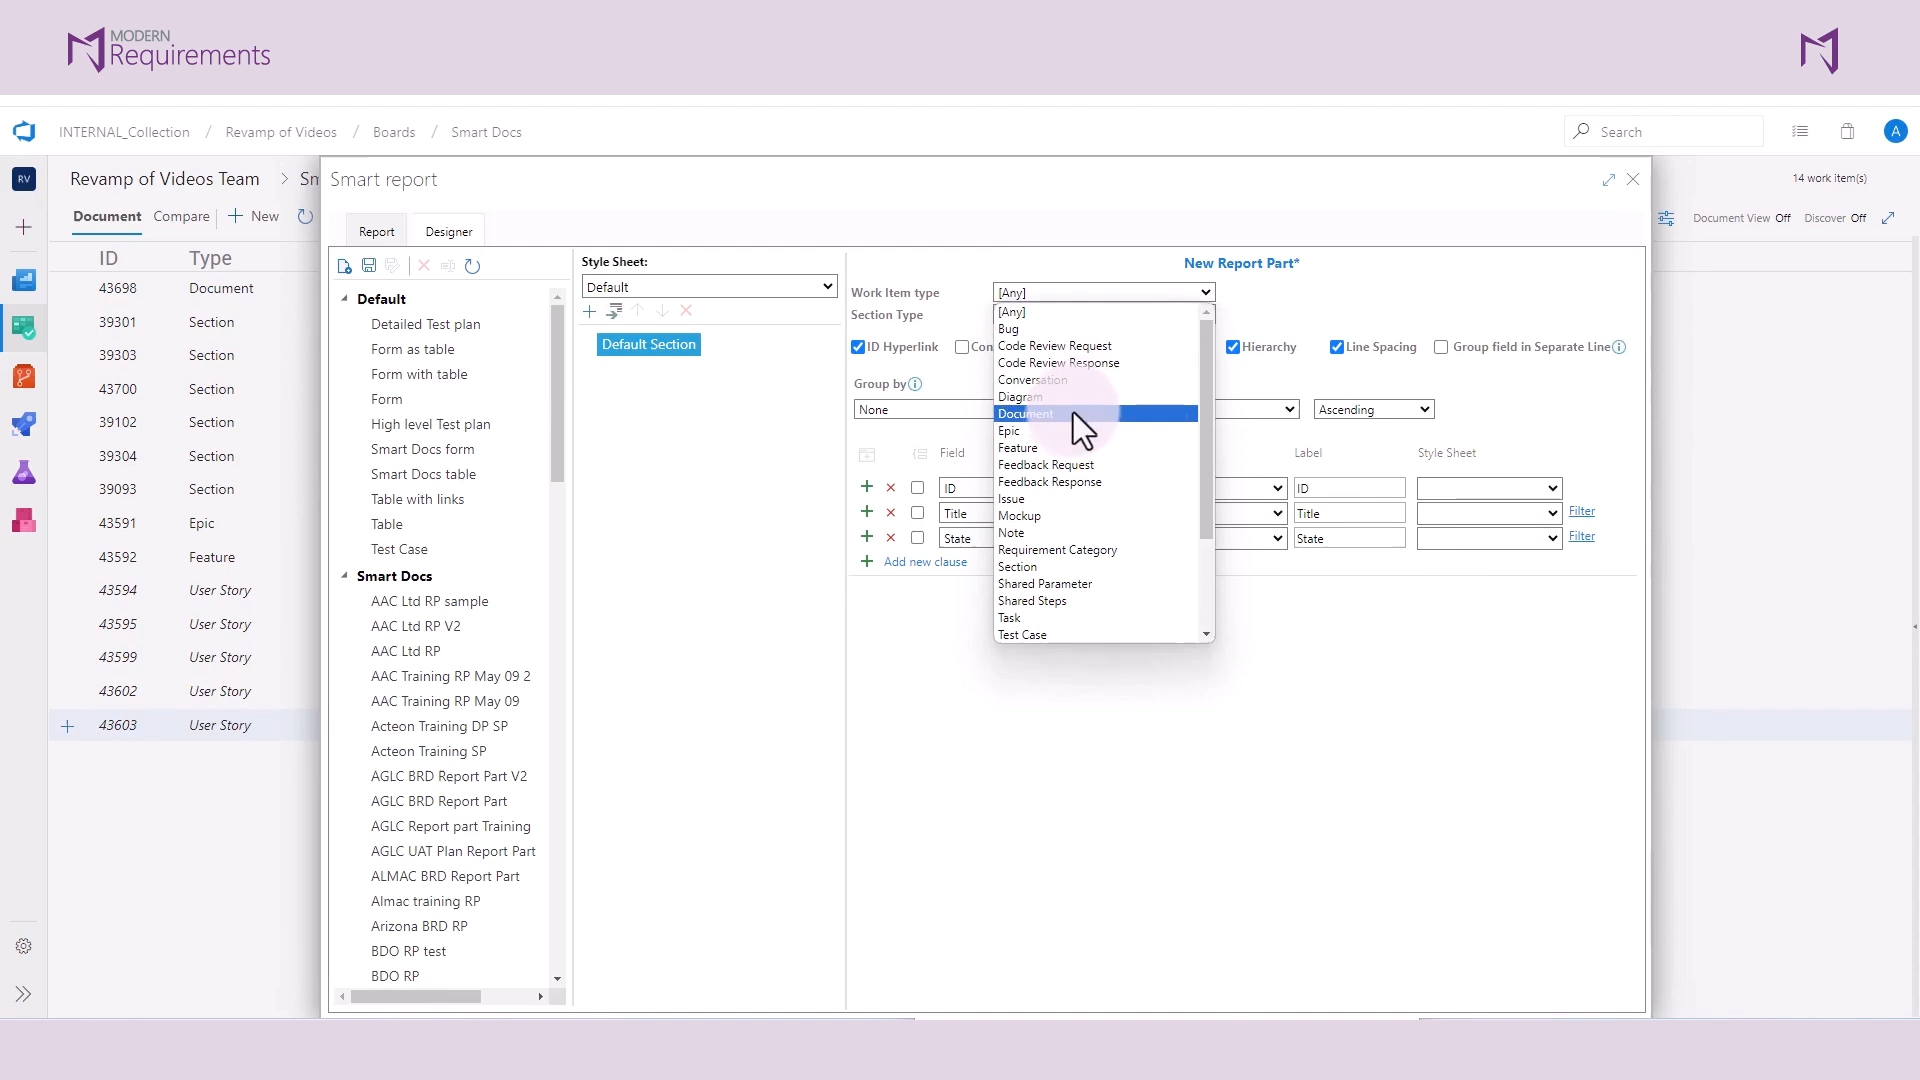 MODERN
Requirements
INTERNAL_Collection / Revamp of Videos / Boards / Smart Docs
Search
A
RV
Revamp of Videos Team > Sm
14 work item(s)
Document Compare New
Document View Off Discover Off
ID Type
43698 Document
39301 Section
39303 Section
43700 Section
39102 Section
39304 Section
39093 Section
43591 Epic
43592 Feature
43594 User Story
43595 User Story
43599 User Story
43602 User Story
43603 User Story
Smart report
Report Designer
Default
Detailed Test plan
Form as table
Form with table
Form
High level Test plan
Smart Docs form
Smart Docs table
Table with links
Table
Test Case
Smart Docs
AAC Ltd RP sample
AAC Ltd RP V2
AAC Ltd RP
AAC Training RP May 09 2
AAC Training RP May 09
Acteon Training DP SP
Acteon Training SP
AGLC BRD Report Part V2
AGLC BRD Report Part
AGLC Report part Training
AGLC UAT Plan Report Part
ALMAC BRD Report Part
Almac training RP
Arizona BRD RP
BDO RP test
BDO RP
Style Sheet:
Default
Default Section
New Report Part*
Work Item type [Any]
Section Type
ID Hyperlink Con Hierarchy Line Spacing Group field in Separate Line
Group by
None Ascending
Field Label Style Sheet
ID ID
Title Title Filter
State State Filter
Add new clause
[Any]
Bug
Code Review Request
Code Review Response
Conversation
Diagram
Document
Epic
Feature
Feedback Request
Feedback Response
Issue
Mockup
Note
Requirement Category
Section
Shared Parameter
Shared Steps
Task
Test Case